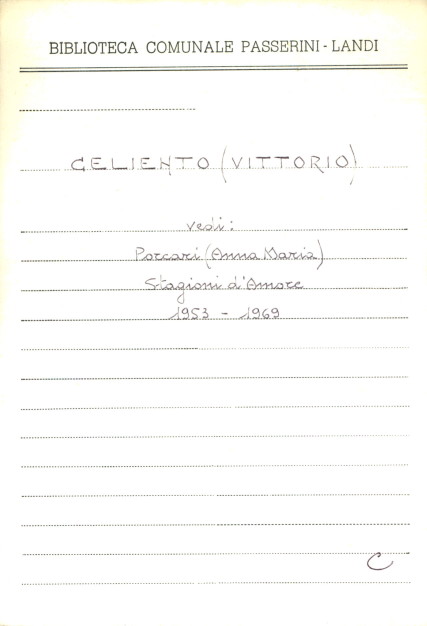 BIBLIOTECA COMUNALE PASSERINI - LANDI
CELIENTO (VITTORIO)
vedi:
Porcari (Anna Maria)
Stagioni d'Amore
1953 - 1969
C